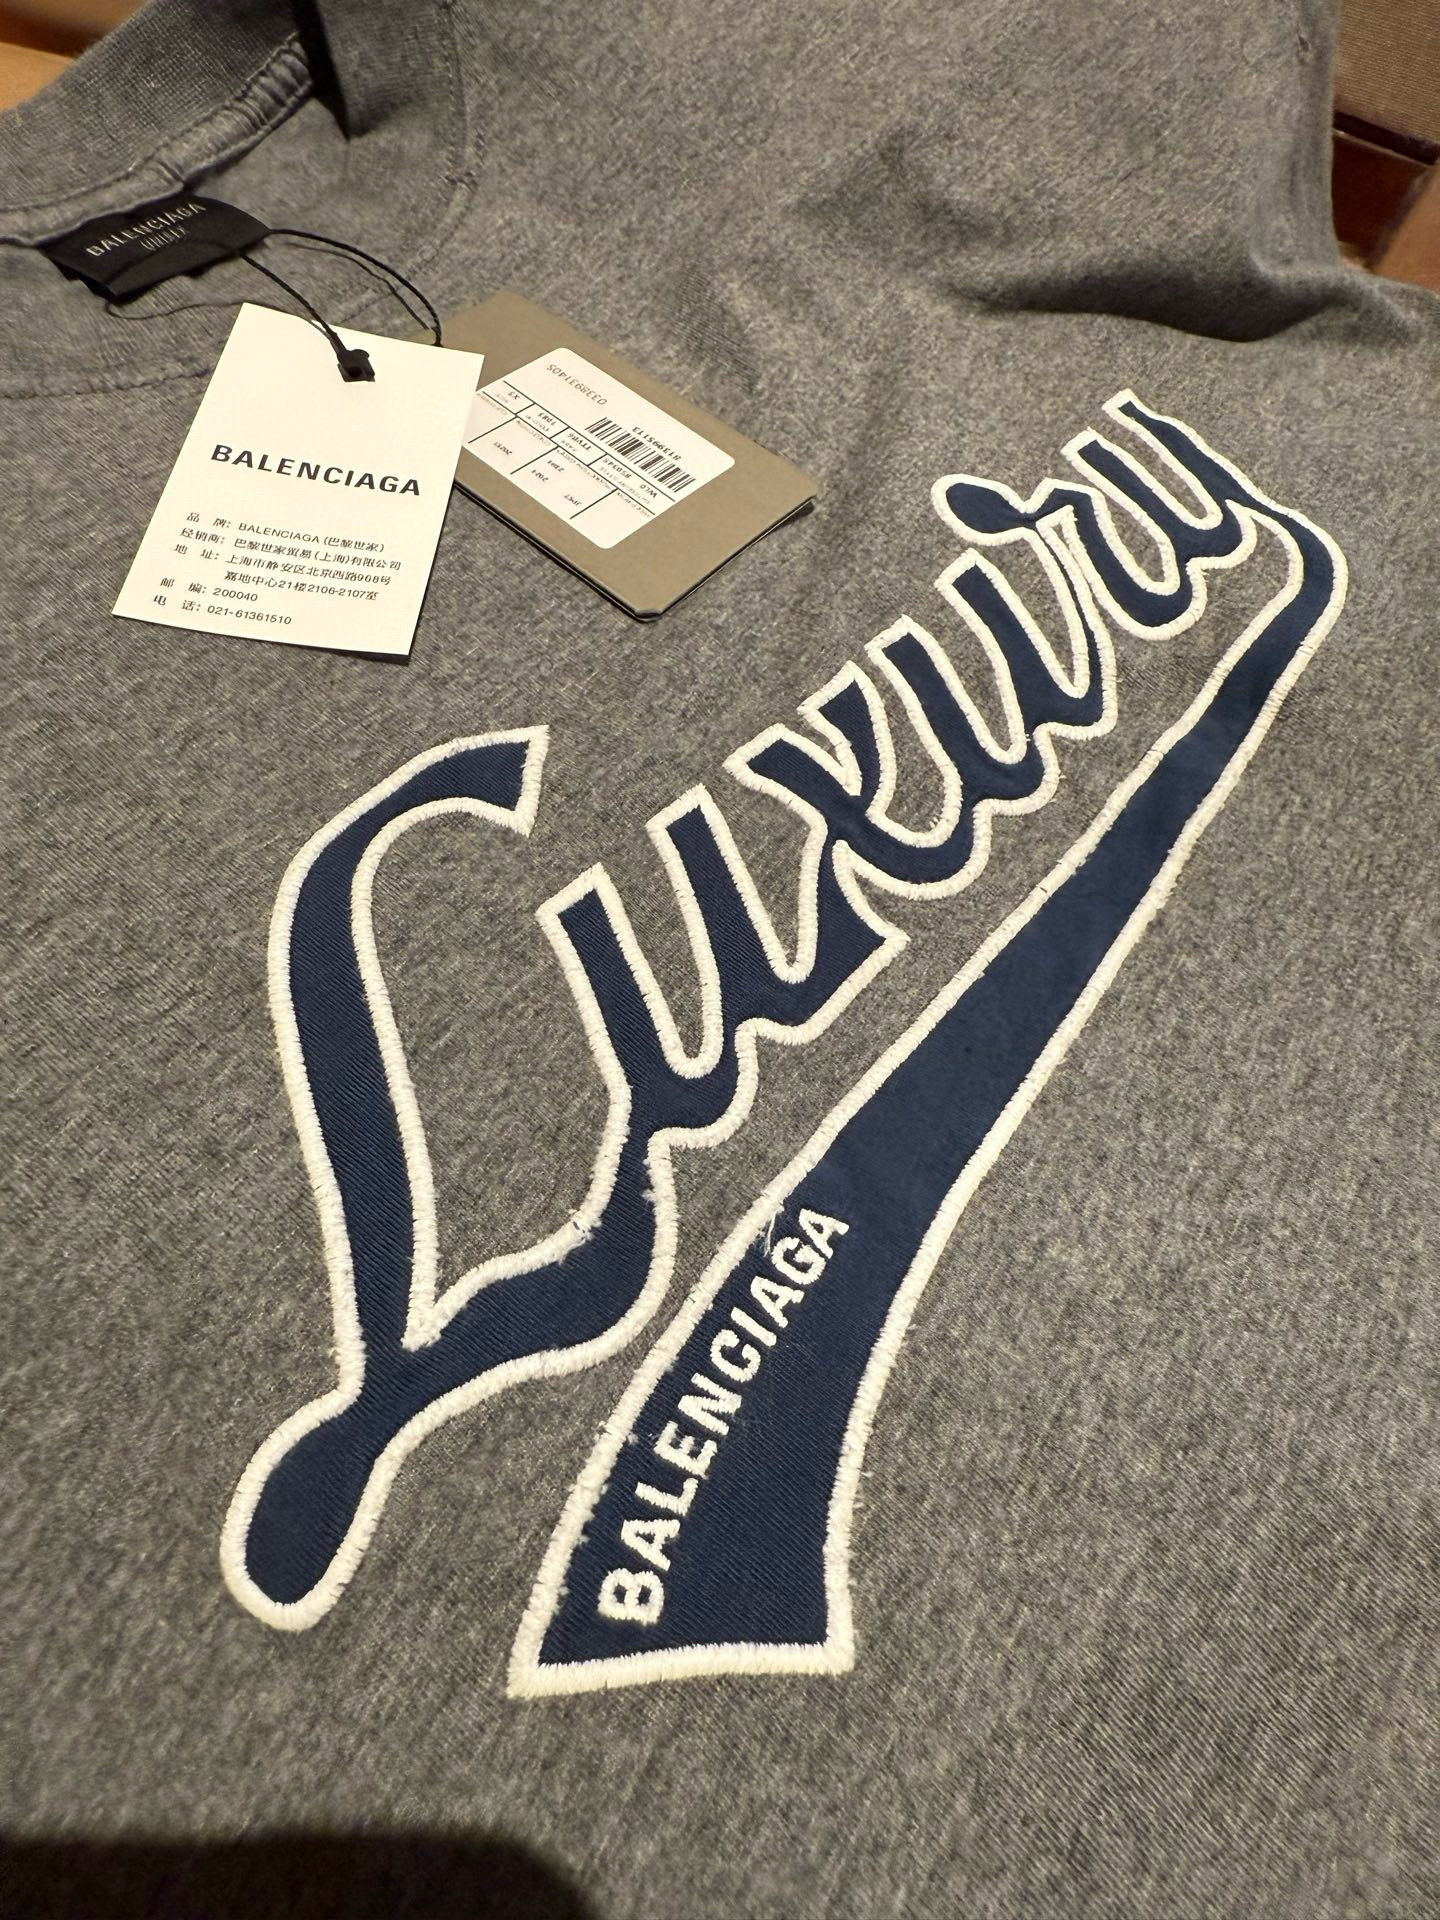 BALENCIAGA
UNISEX
BALENCIAGA
品 牌: BALENCIAGA (巴黎世家)
经销商: 巴黎世家贸易(上海)有限公司
地 址: 上海市静安区北京西路968号
嘉地中心21楼2106-2107室
邮 编: 200040
电 话: 021-61361510
0338931405
813995113
Luxury
BALENCIAGA